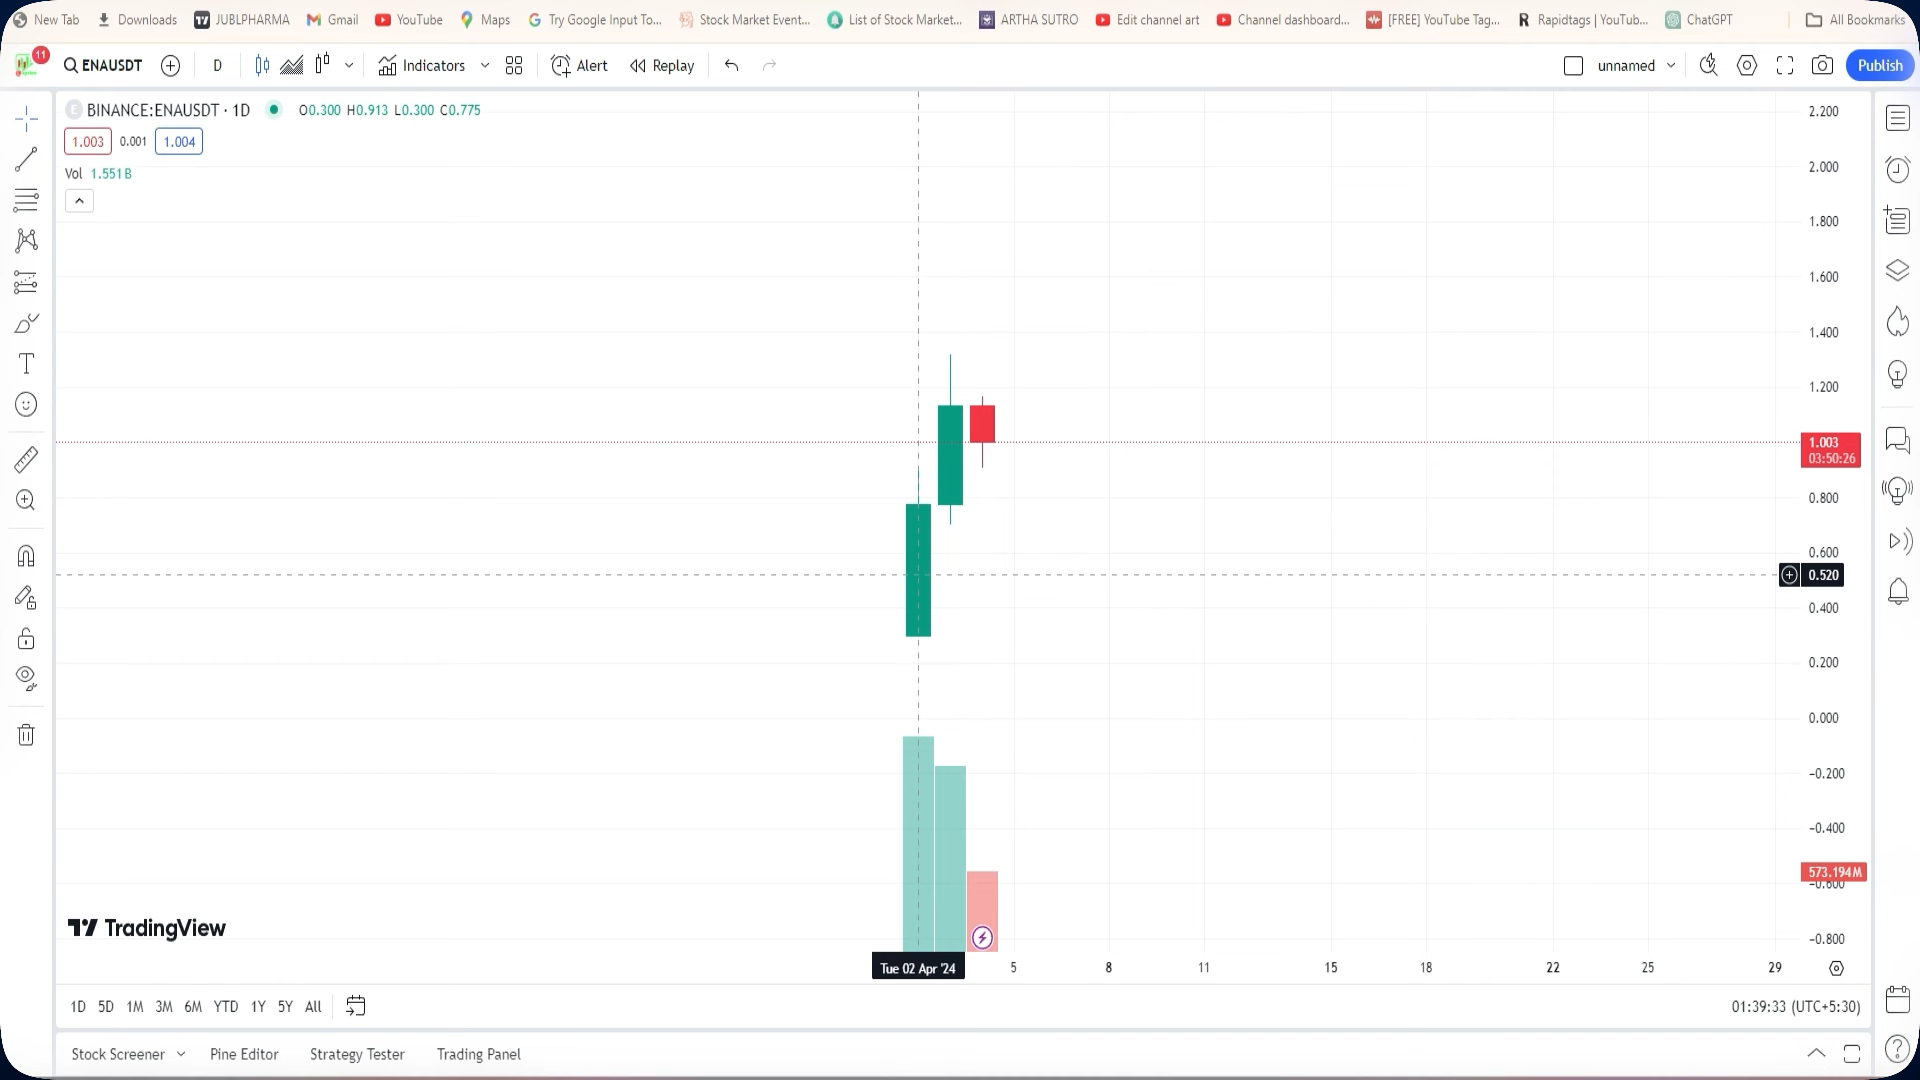 New Tab Downloads JUBLPHARMA Gmail YouTube Maps Try Google Input To... Stock Market Event... List of Stock Market... ARTHA SUTRO Edit channel art Channel dashboard... [FREE] YouTube Tag... Rapidtags | YouTub... ChatGPT All Bookmarks
11 ENAUSDT D Indicators Alert Replay unnamed Publish
BINANCE:ENAUSDT · 1D O0.300 H0.913 L0.300 C0.775
1.003 0.001 1.004
Vol 1.551B
2.200
2.000
1.800
1.600
1.400
1.200
1.003
03:50:26
0.800
0.600
0.520
0.400
0.200
0.000
−0.200
−0.400
573.194M
−0.600
−0.800
TradingView
Tue 02 Apr '24 5 8 11 15 18 22 25 29
1D 5D 1M 3M 6M YTD 1Y 5Y All 01:39:33 (UTC+5:30)
Stock Screener Pine Editor Strategy Tester Trading Panel